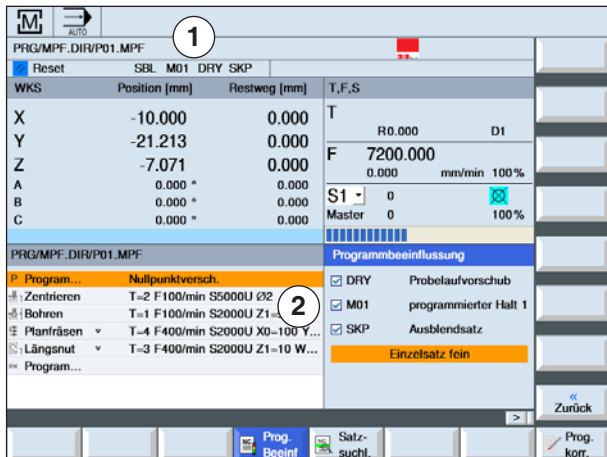 M AUTO
1
PRG/MPF.DIR/P01.MPF
Reset SBL M01 DRY SKP
WKS Position [mm] Restweg [mm] T,F,S
X -10.000 0.000
Y -21.213 0.000
Z -7.071 0.000
A 0.000 ° 0.000
B 0.000 ° 0.000
C 0.000 ° 0.000
T
R0.000 D1
F 7200.000
0.000 mm/min 100%
S1 0
Master 0 100%
PRG/MPF.DIR/P01.MPF
P Program... Nullpunktversch.
Zentrieren T=2 F100/min S5000U Ø2
Bohren T=1 F100/min S2000U Z1=
Planfräsen T=4 F400/min S2000U X0=100 Y...
Längsnut T=3 F400/min S2000U Z1=10 W...
Program...
2
Programmbeeinflussung
DRY Probelaufvorschub
M01 programmierter Halt 1
SKP Ausblendsatz
Einzelsatz fein
>
«
Zurück
NC Prog.
Beeinf
NC Satz-
suchl.
Prog.
korr.